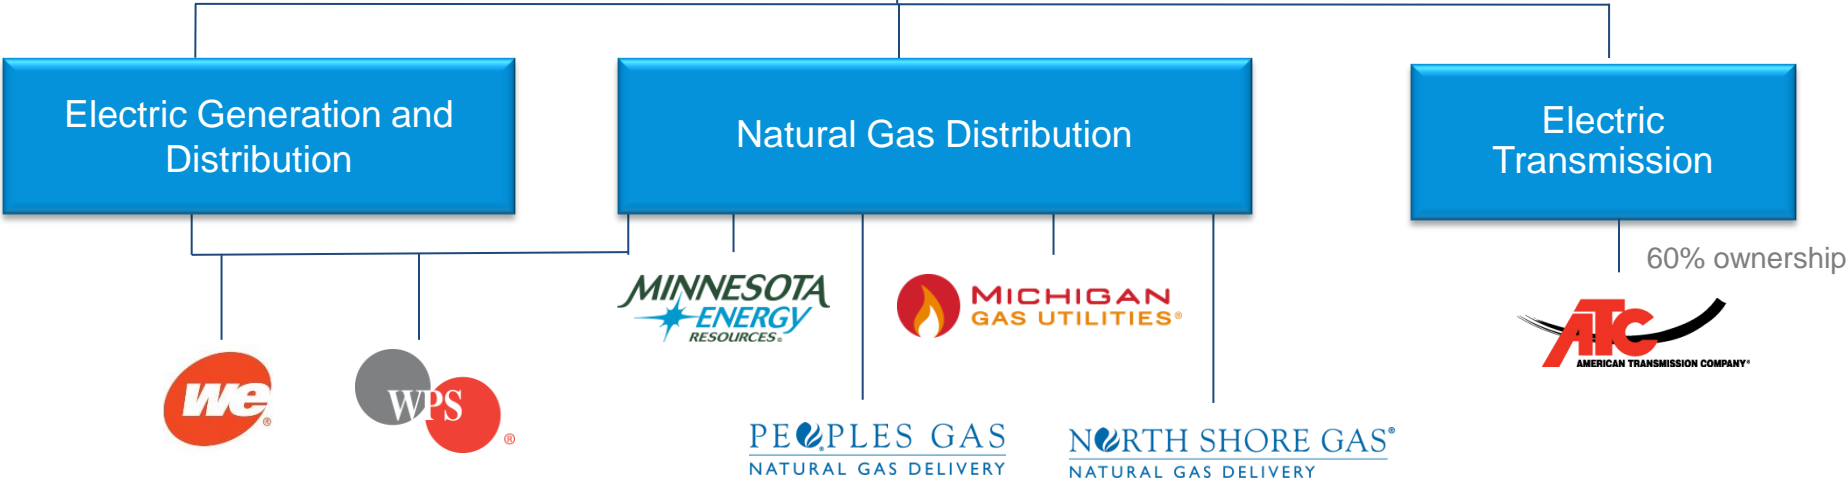 Electric Generation and
Distribution
Natural Gas Distribution
Electric
Transmission
60% ownership
MINNESOTA
ENERGY
RESOURCES®
MICHIGAN
GAS UTILITIES®
ATC
AMERICAN TRANSMISSION COMPANY®
we®
WPS®
PEOPLES GAS®
NATURAL GAS DELIVERY
NORTH SHORE GAS®
NATURAL GAS DELIVERY